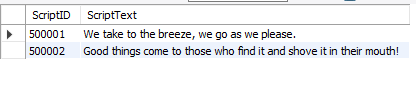 ScriptID ScriptText
500001 We take to the breeze, we go as we please.
500002 Good things come to those who find it and shove it in their mouth!